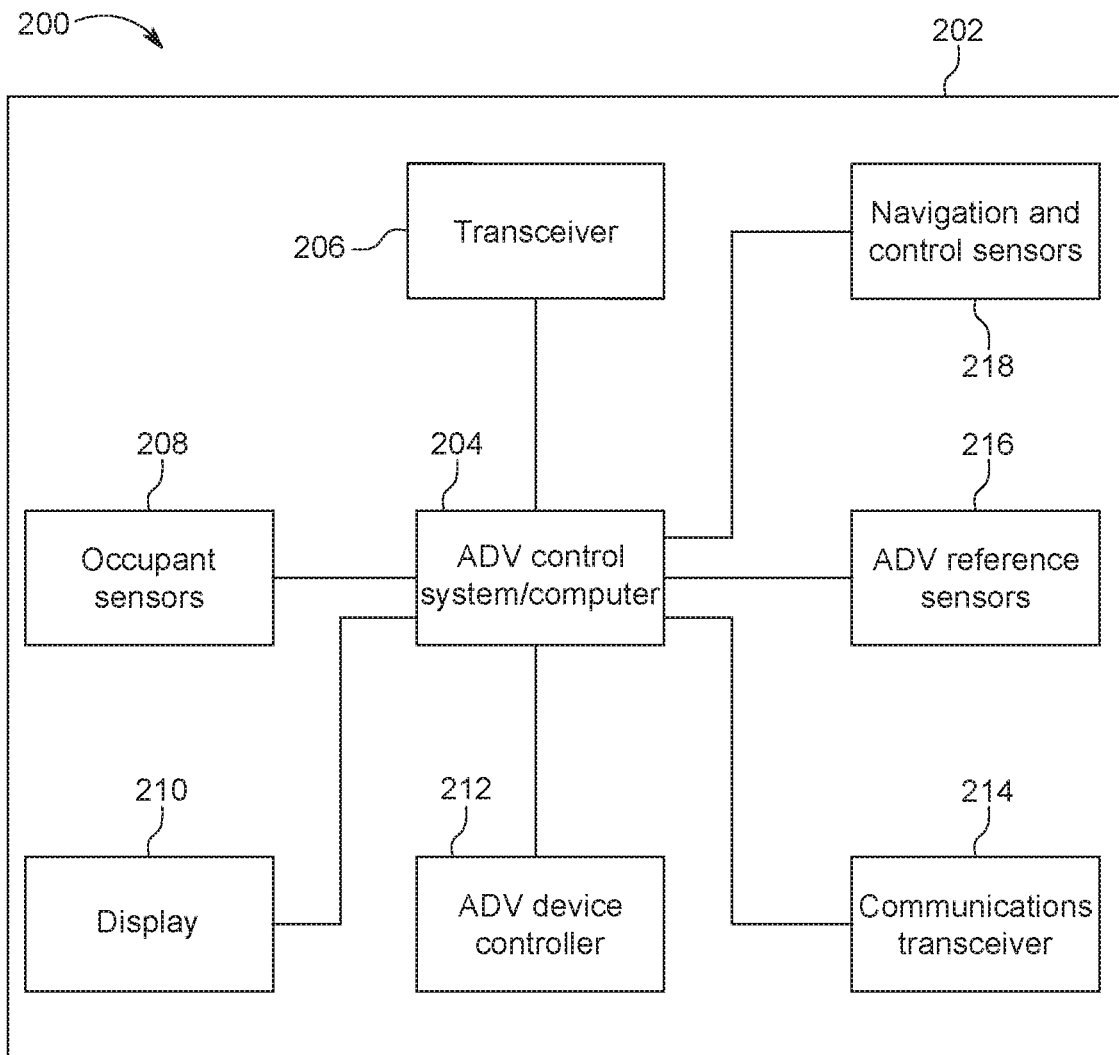 200
202
206
Transceiver
Navigation and
control sensors
218
208
204
216
Occupant
sensors
ADV control
system/computer
ADV reference
sensors
210
212
214
Display
ADV device
controller
Communications
transceiver